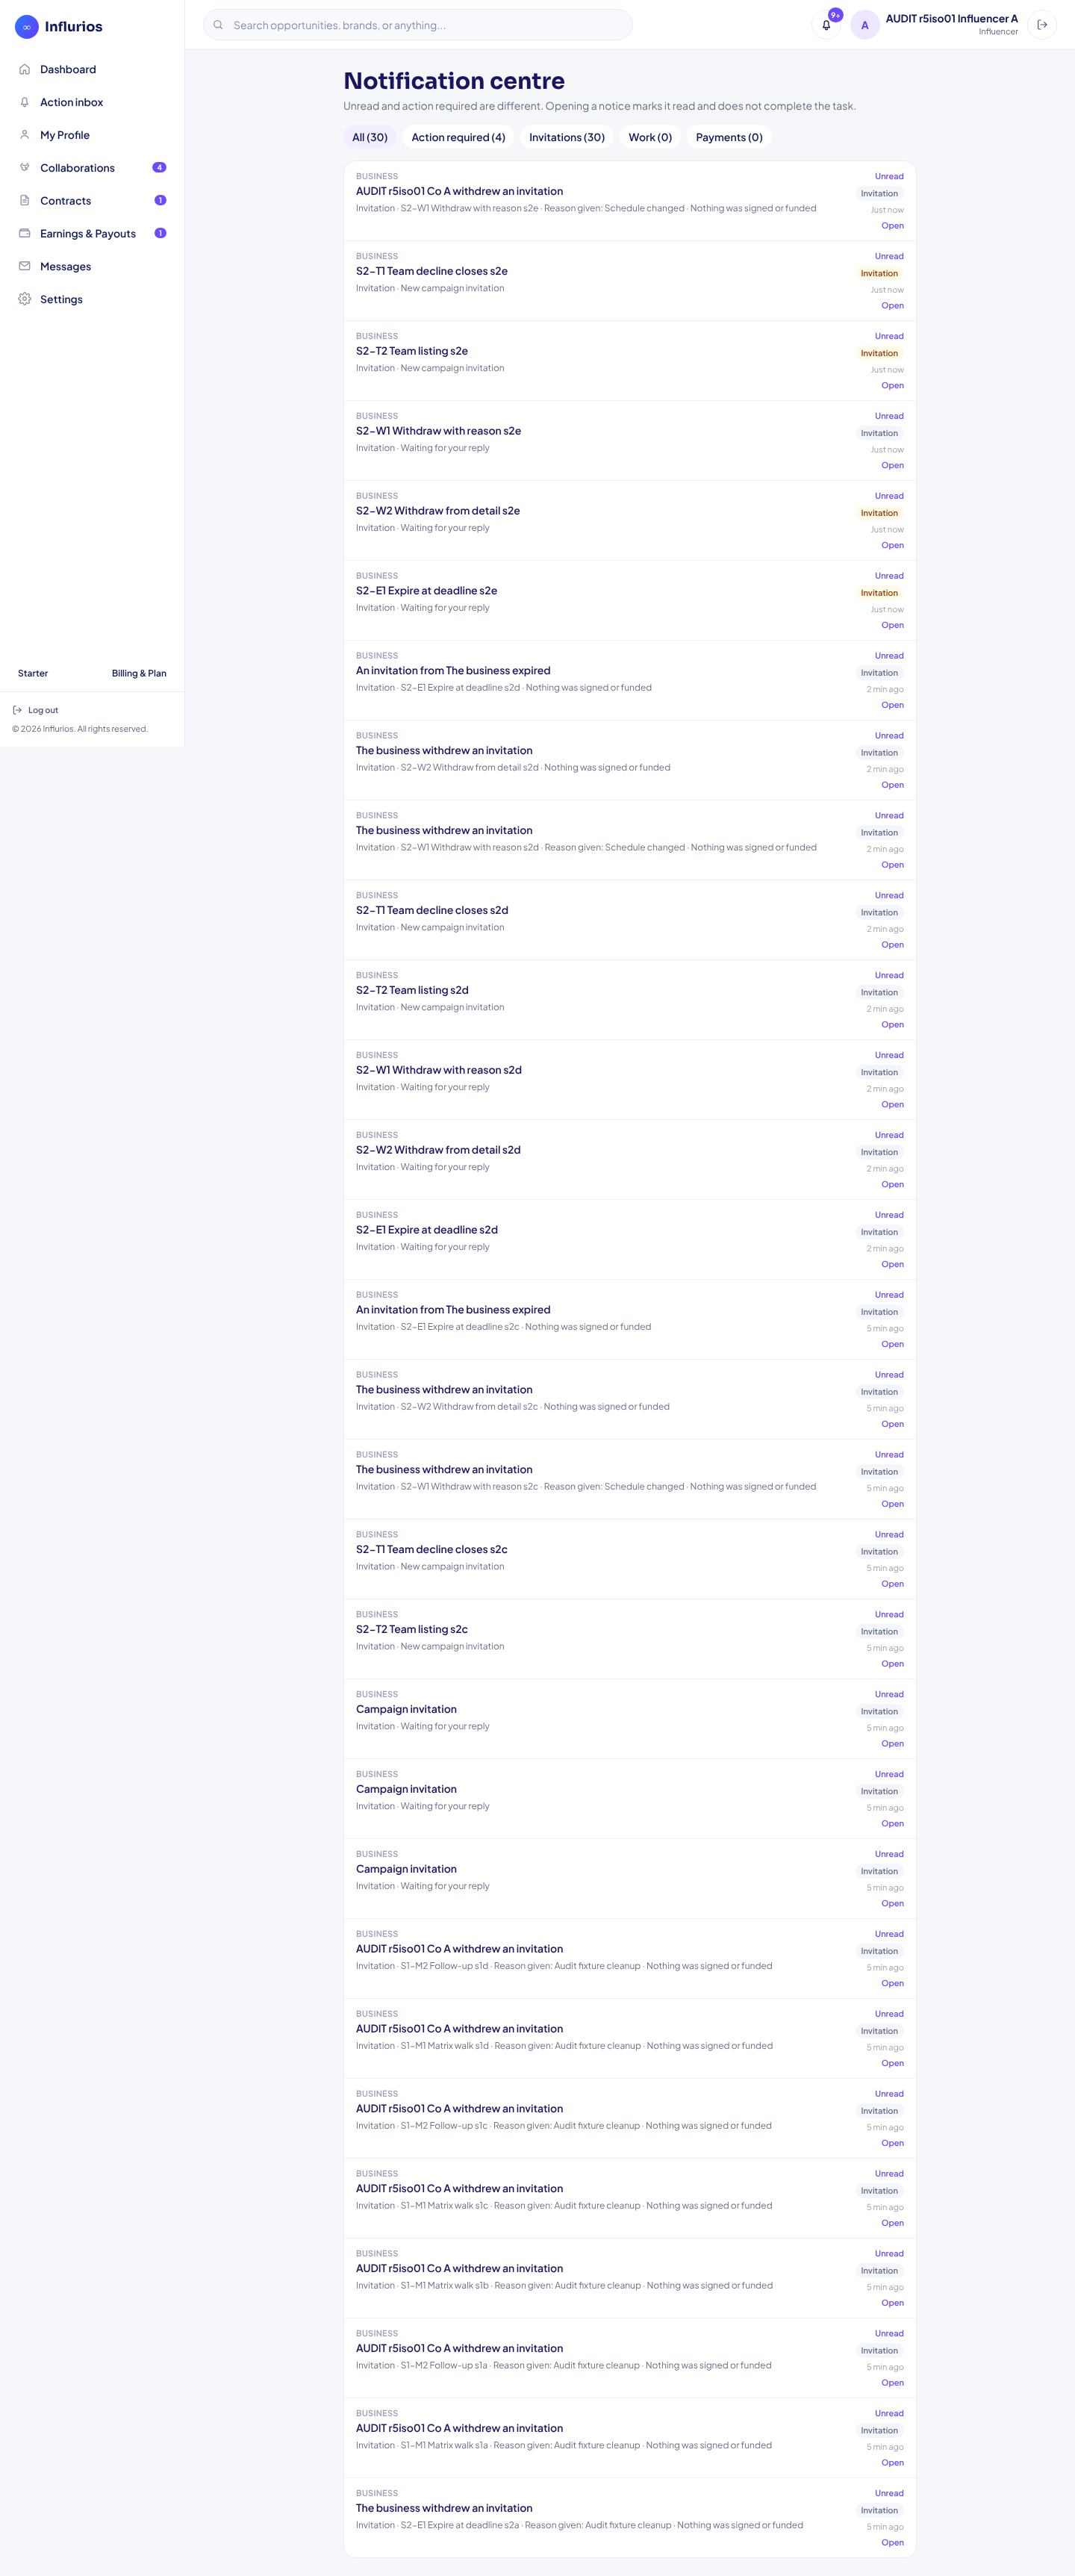 ∞ Influrios
Search opportunities, brands, or anything...
9+
A
AUDIT r5iso01 Influencer A
Influencer
Dashboard
Action inbox
My Profile
Collaborations 4
Contracts 1
Earnings & Payouts 1
Messages
Settings
Starter Billing & Plan
Log out
© 2026 Influrios. All rights reserved.
Notification centre
Unread and action required are different. Opening a notice marks it read and does not complete the task.
All (30) Action required (4) Invitations (30) Work (0) Payments (0)
BUSINESS Unread
AUDIT r5iso01 Co A withdrew an invitation Invitation
Invitation · S2-W1 Withdraw with reason s2e · Reason given: Schedule changed · Nothing was signed or funded Just now
Open
BUSINESS Unread
S2-T1 Team decline closes s2e Invitation
Invitation · New campaign invitation Just now
Open
BUSINESS Unread
S2-T2 Team listing s2e Invitation
Invitation · New campaign invitation Just now
Open
BUSINESS Unread
S2-W1 Withdraw with reason s2e Invitation
Invitation · Waiting for your reply Just now
Open
BUSINESS Unread
S2-W2 Withdraw from detail s2e Invitation
Invitation · Waiting for your reply Just now
Open
BUSINESS Unread
S2-E1 Expire at deadline s2e Invitation
Invitation · Waiting for your reply Just now
Open
BUSINESS Unread
An invitation from The business expired Invitation
Invitation · S2-E1 Expire at deadline s2d · Nothing was signed or funded 2 min ago
Open
BUSINESS Unread
The business withdrew an invitation Invitation
Invitation · S2-W2 Withdraw from detail s2d · Nothing was signed or funded 2 min ago
Open
BUSINESS Unread
The business withdrew an invitation Invitation
Invitation · S2-W1 Withdraw with reason s2d · Reason given: Schedule changed · Nothing was signed or funded 2 min ago
Open
BUSINESS Unread
S2-T1 Team decline closes s2d Invitation
Invitation · New campaign invitation 2 min ago
Open
BUSINESS Unread
S2-T2 Team listing s2d Invitation
Invitation · New campaign invitation 2 min ago
Open
BUSINESS Unread
S2-W1 Withdraw with reason s2d Invitation
Invitation · Waiting for your reply 2 min ago
Open
BUSINESS Unread
S2-W2 Withdraw from detail s2d Invitation
Invitation · Waiting for your reply 2 min ago
Open
BUSINESS Unread
S2-E1 Expire at deadline s2d Invitation
Invitation · Waiting for your reply 2 min ago
Open
BUSINESS Unread
An invitation from The business expired Invitation
Invitation · S2-E1 Expire at deadline s2c · Nothing was signed or funded 5 min ago
Open
BUSINESS Unread
The business withdrew an invitation Invitation
Invitation · S2-W2 Withdraw from detail s2c · Nothing was signed or funded 5 min ago
Open
BUSINESS Unread
The business withdrew an invitation Invitation
Invitation · S2-W1 Withdraw with reason s2c · Reason given: Schedule changed · Nothing was signed or funded 5 min ago
Open
BUSINESS Unread
S2-T1 Team decline closes s2c Invitation
Invitation · New campaign invitation 5 min ago
Open
BUSINESS Unread
S2-T2 Team listing s2c Invitation
Invitation · New campaign invitation 5 min ago
Open
BUSINESS Unread
Campaign invitation Invitation
Invitation · Waiting for your reply 5 min ago
Open
BUSINESS Unread
Campaign invitation Invitation
Invitation · Waiting for your reply 5 min ago
Open
BUSINESS Unread
Campaign invitation Invitation
Invitation · Waiting for your reply 5 min ago
Open
BUSINESS Unread
AUDIT r5iso01 Co A withdrew an invitation Invitation
Invitation · S1-M2 Follow-up s1d · Reason given: Audit fixture cleanup · Nothing was signed or funded 5 min ago
Open
BUSINESS Unread
AUDIT r5iso01 Co A withdrew an invitation Invitation
Invitation · S1-M1 Matrix walk s1d · Reason given: Audit fixture cleanup · Nothing was signed or funded 5 min ago
Open
BUSINESS Unread
AUDIT r5iso01 Co A withdrew an invitation Invitation
Invitation · S1-M2 Follow-up s1c · Reason given: Audit fixture cleanup · Nothing was signed or funded 5 min ago
Open
BUSINESS Unread
AUDIT r5iso01 Co A withdrew an invitation Invitation
Invitation · S1-M1 Matrix walk s1c · Reason given: Audit fixture cleanup · Nothing was signed or funded 5 min ago
Open
BUSINESS Unread
AUDIT r5iso01 Co A withdrew an invitation Invitation
Invitation · S1-M1 Matrix walk s1b · Reason given: Audit fixture cleanup · Nothing was signed or funded 5 min ago
Open
BUSINESS Unread
AUDIT r5iso01 Co A withdrew an invitation Invitation
Invitation · S1-M2 Follow-up s1a · Reason given: Audit fixture cleanup · Nothing was signed or funded 5 min ago
Open
BUSINESS Unread
AUDIT r5iso01 Co A withdrew an invitation Invitation
Invitation · S1-M1 Matrix walk s1a · Reason given: Audit fixture cleanup · Nothing was signed or funded 5 min ago
Open
BUSINESS Unread
The business withdrew an invitation Invitation
Invitation · S2-E1 Expire at deadline s2a · Reason given: Audit fixture cleanup · Nothing was signed or funded 5 min ago
Open